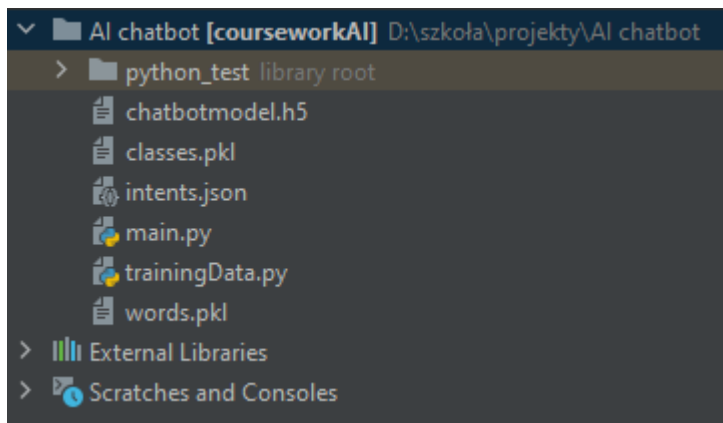 AI chatbot [courseworkAI] D:\szkoła\projekty\AI chatbot
python_test library root
chatbotmodel.h5
classes.pkl
intents.json
main.py
trainingData.py
words.pkl
External Libraries
Scratches and Consoles